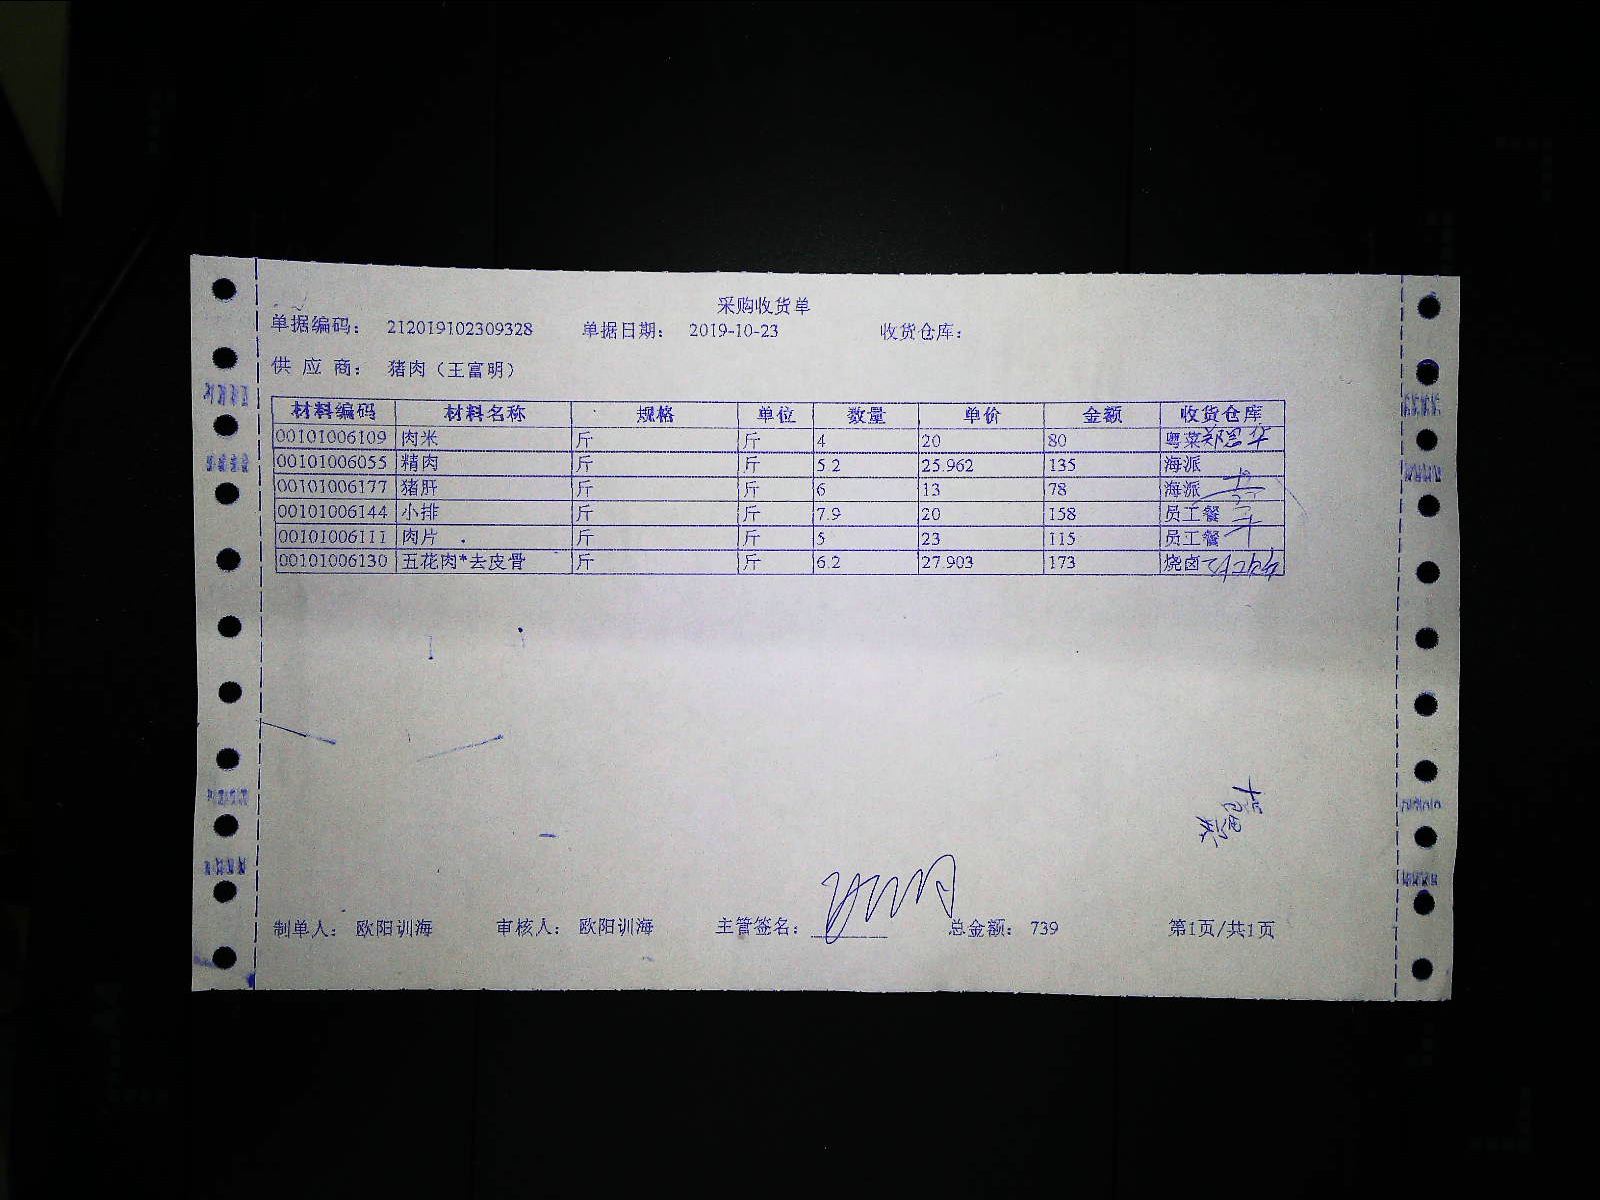 采购收货单
单据编码： 212019102309328 单据日期： 2019-10-23 收货仓库：
供应商： 猪肉（王富明）
材料编码 材料名称 规格 单位 数量 单价 金额 收货仓库
00101006109 肉米 斤 斤 4 20 80 粤菜
00101006055 精肉 斤 斤 5.2 25.962 135 海派
00101006177 猪肝 斤 斤 6 13 78 海派
00101006144 小排 斤 斤 7.9 20 158 员工餐
00101006111 肉片 斤 斤 5 23 115 员工餐
00101006130 五花肉*去皮骨 斤 斤 6.2 27.903 173 烧卤
制单人： 欧阳训海 审核人： 欧阳训海 主管签名： 总金额： 739 第1页/共1页